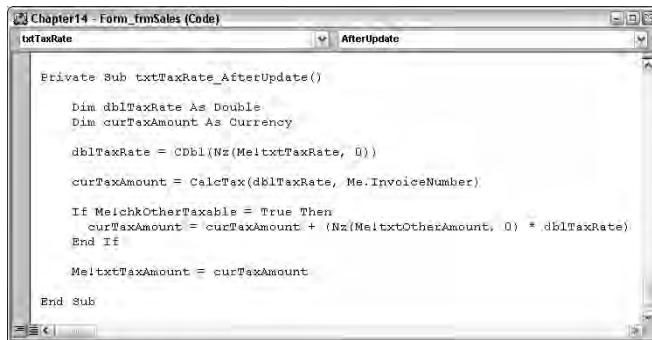 Chapter14 - Form_frmSales (Code)
txtTaxRate AfterUpdate
Private Sub txtTaxRate_AfterUpdate()
Dim dblTaxRate As Double
Dim curTaxAmount As Currency
dblTaxRate = CDbl(Nz(Me!txtTaxRate, 0))
curTaxAmount = CalcTax(dblTaxRate, Me.InvoiceNumber)
If Me!chkOtherTaxable = True Then
curTaxAmount = curTaxAmount + (Nz(Me!txtOtherAmount, 0) * dblTaxRate)
End If
Me!txtTaxAmount = curTaxAmount
End Sub